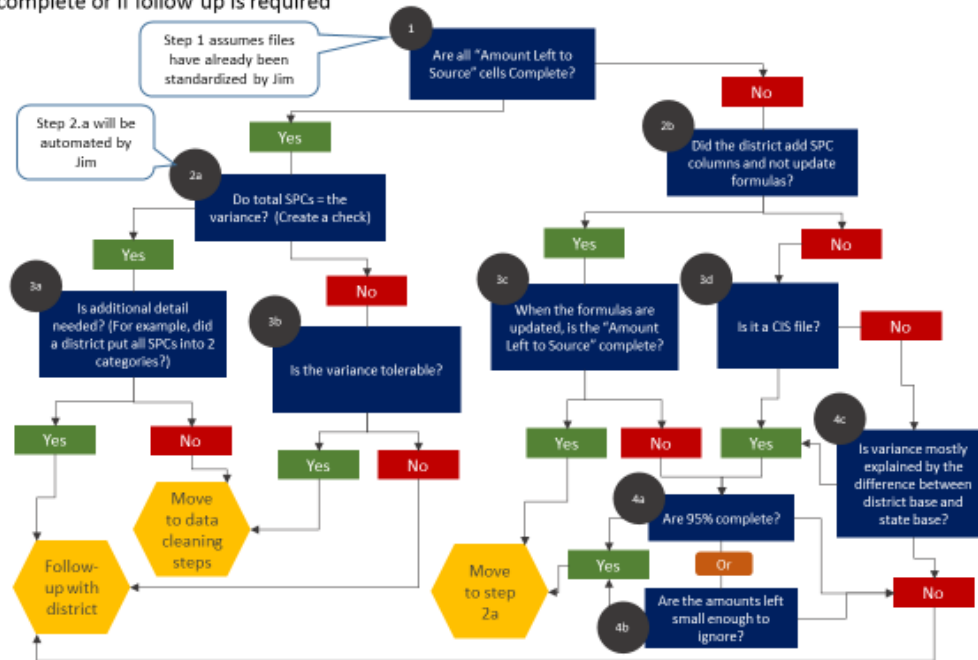 complete or if follow up is required
Step 1 assumes files
have already been
standardized by Jim
1
Are all “Amount Left to
Source” cells Complete?
No
Yes
Step 2.a will be
automated by
Jim
2a
Do total SPCs = the
variance? (Create a check)
2b
Did the district add SPC
columns and not update
formulas?
Yes
No
Yes
No
3a
Is additional detail
needed? (For example, did
a district put all SPCs into 2
categories?)
3b
Is the variance tolerable?
3c
When the formulas are
updated, is the “Amount
Left to Source” complete?
3d
Is it a CIS file?
No
Yes
No
Yes
No
Yes
No
Yes
4c
Is variance mostly
explained by the
difference between
district base and
state base?
Move
to data
cleaning
steps
Follow-
up with
district
Move
to step
2a
4a
Are 95% complete?
Yes
Or
4b
Are the amounts left
small enough to
ignore?
No